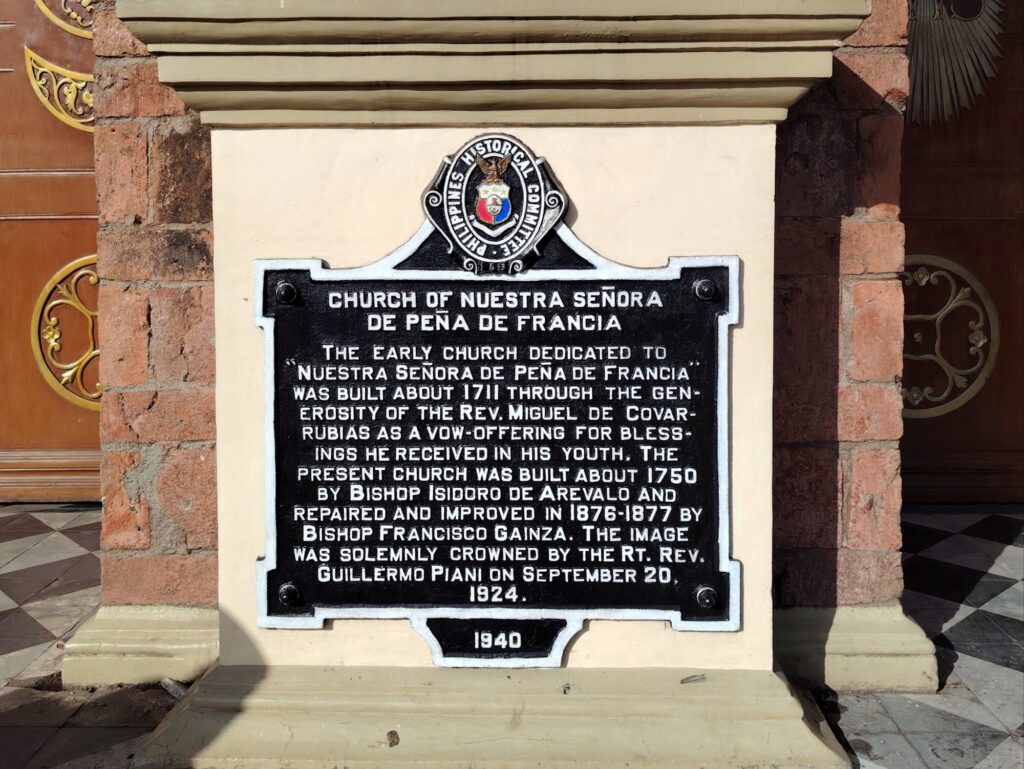 PHILIPPINES HISTORICAL COMMITTEE
CHURCH OF NUESTRA SEÑORA
DE PEÑA DE FRANCIA
THE EARLY CHURCH DEDICATED TO
"NUESTRA SEÑORA DE PEÑA DE FRANCIA"
WAS BUILT ABOUT 1711 THROUGH THE GEN-
EROSITY OF THE REV. MIGUEL DE COVAR-
RUBIAS AS A VOW-OFFERING FOR BLESS-
INGS HE RECEIVED IN HIS YOUTH. THE
PRESENT CHURCH WAS BUILT ABOUT 1750
BY BISHOP ISIDORO DE AREVALO AND
REPAIRED AND IMPROVED IN 1876-1877 BY
BISHOP FRANCISCO GAINZA. THE IMAGE
WAS SOLEMNLY CROWNED BY THE RT. REV.
GUILLERMO PIANI ON SEPTEMBER 20,
1924.
1940